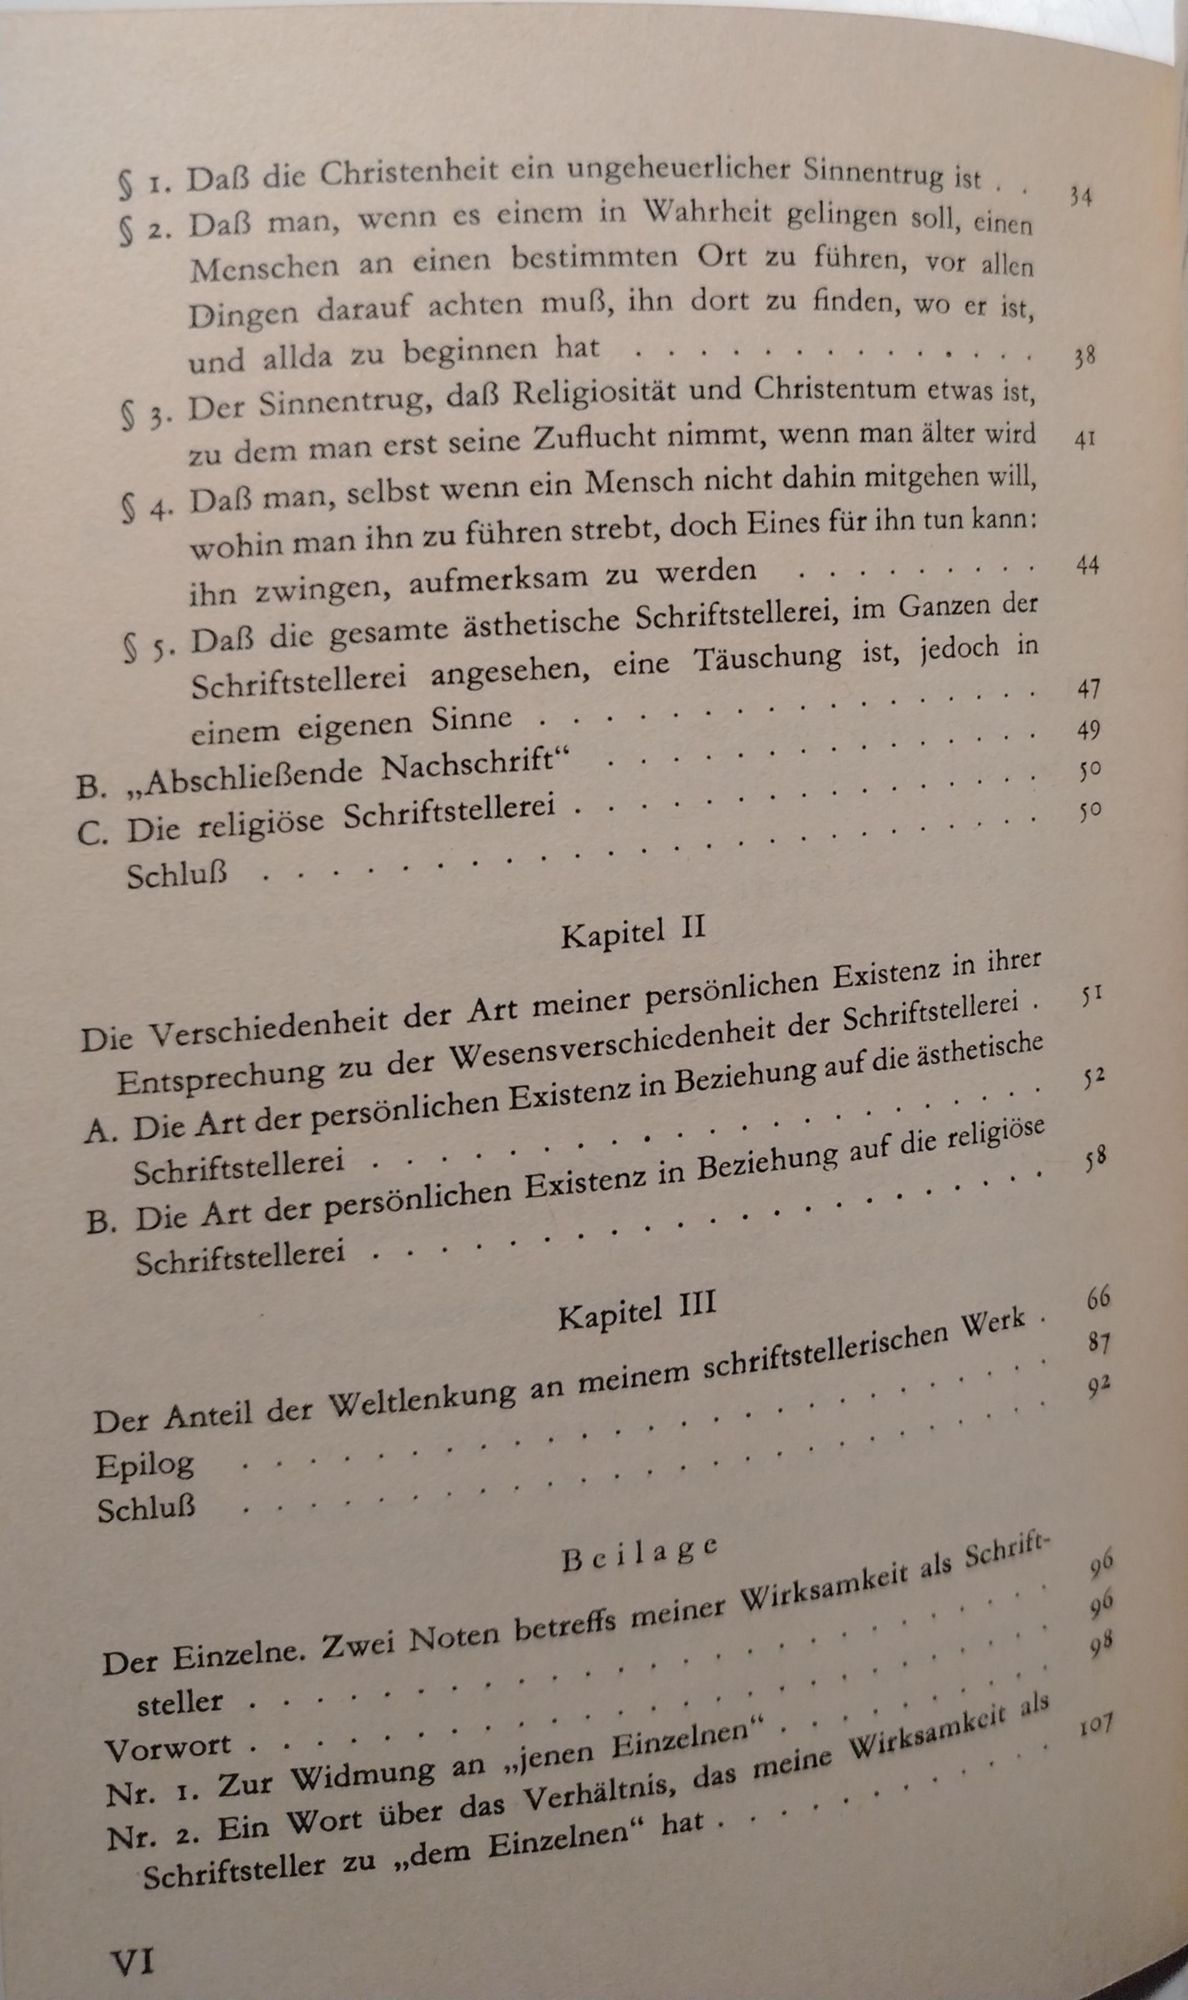 § 1. Daß die Christenheit ein ungeheuerlicher Sinnentrug ist . . 34
§ 2. Daß man, wenn es einem in Wahrheit gelingen soll, einen
Menschen an einen bestimmten Ort zu führen, vor allen
Dingen darauf achten muß, ihn dort zu finden, wo er ist,
und allda zu beginnen hat . . . . . . . . . . . . . 38
§ 3. Der Sinnentrug, daß Religiosität und Christentum etwas ist,
zu dem man erst seine Zuflucht nimmt, wenn man älter wird 41
§ 4. Daß man, selbst wenn ein Mensch nicht dahin mitgehen will,
wohin man ihn zu führen strebt, doch Eines für ihn tun kann:
ihn zwingen, aufmerksam zu werden . . . . . . . . 44
§ 5. Daß die gesamte ästhetische Schriftstellerei, im Ganzen der
Schriftstellerei angesehen, eine Täuschung ist, jedoch in
einem eigenen Sinne . . . . . . . . . . . . . . . . 47
B. „Abschließende Nachschrift“ . . . . . . . . . . . . . . 49
C. Die religiöse Schriftstellerei . . . . . . . . . . . . . . . 50
Schluß . . . . . . . . . . . . . . . . . . . . . . . . 50
Kapitel II
Die Verschiedenheit der Art meiner persönlichen Existenz in ihrer
Entsprechung zu der Wesensverschiedenheit der Schriftstellerei . 51
A. Die Art der persönlichen Existenz in Beziehung auf die ästhetische
Schriftstellerei . . . . . . . . . . . . . . . . . . . . 52
B. Die Art der persönlichen Existenz in Beziehung auf die religiöse
Schriftstellerei . . . . . . . . . . . . . . . . . . . . 58
Kapitel III
Der Anteil der Weltlenkung an meinem schriftstellerischen Werk . 66
Epilog . . . . . . . . . . . . . . . . . . . . . . . . . 87
Schluß . . . . . . . . . . . . . . . . . . . . . . . . . 92
Beilage
Der Einzelne. Zwei Noten betreffs meiner Wirksamkeit als Schrift-
steller . . . . . . . . . . . . . . . . . . . . . . . . 96
Vorwort . . . . . . . . . . . . . . . . . . . . . . . . 96
Nr. 1. Zur Widmung an „jenen Einzelnen“ . . . . . . . . . 98
Nr. 2. Ein Wort über das Verhältnis, das meine Wirksamkeit als
Schriftsteller zu „dem Einzelnen“ hat . . . . . . . . . . 107
VI